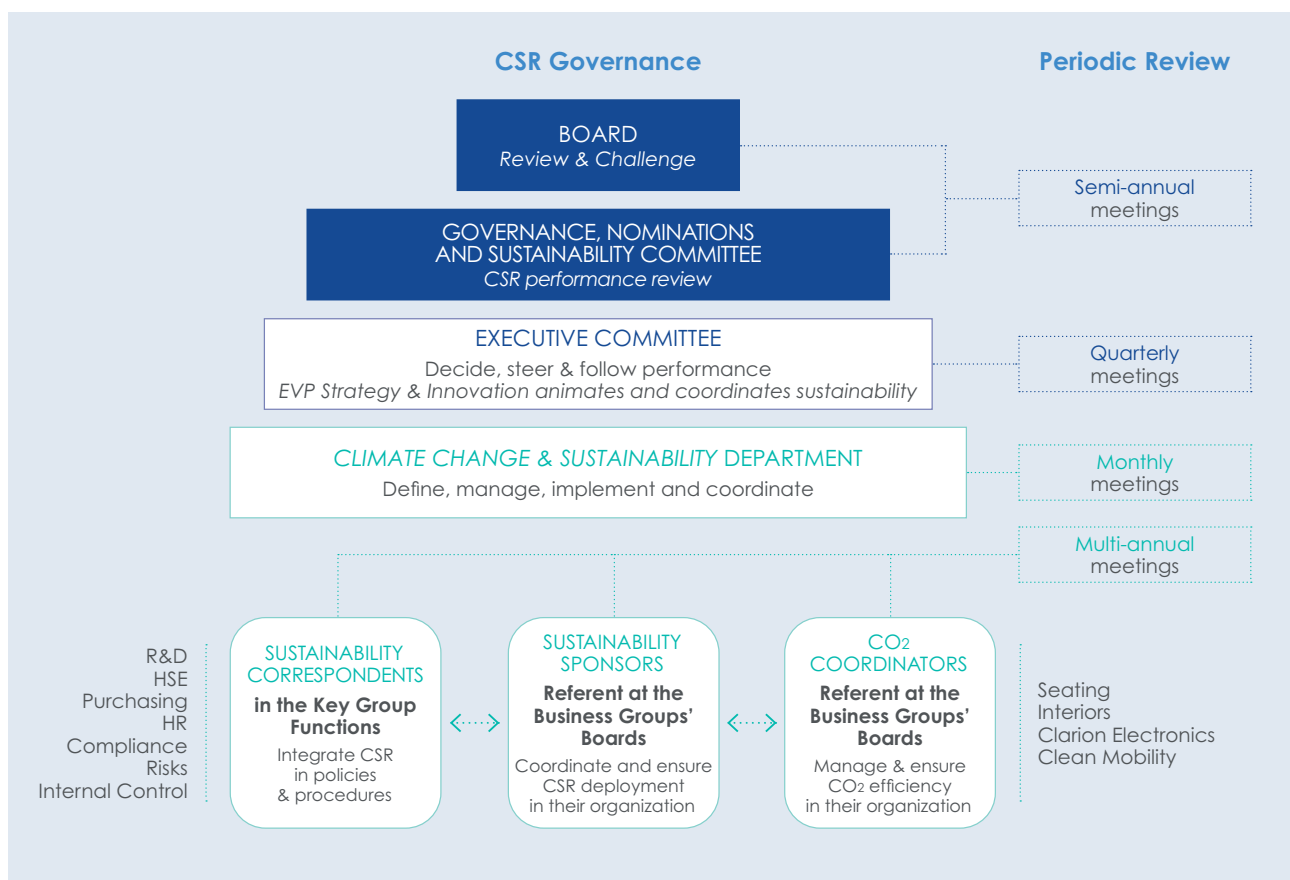 CSR Governance
Periodic Review
BOARD
Review & Challenge
Semi-annual
meetings
GOVERNANCE, NOMINATIONS
AND SUSTAINABILITY COMMITTEE
CSR performance review
EXECUTIVE COMMITTEE
Decide, steer & follow performance
EVP Strategy & Innovation animates and coordinates sustainability
Quarterly
meetings
CLIMATE CHANGE & SUSTAINABILITY DEPARTMENT
Define, manage, implement and coordinate
Monthly
meetings
Multi-annual
meetings
R&D
HSE
Purchasing
HR
Compliance
Risks
Internal Control
SUSTAINABILITY
CORRESPONDENTS
in the Key Group
Functions
Integrate CSR
in policies
& procedures
SUSTAINABILITY
SPONSORS
Referent at the
Business Groups’
Boards
Coordinate and ensure
CSR deployment
in their organization
CO2
COORDINATORS
Referent at the
Business Groups’
Boards
Manage & ensure
CO2 efficiency
in their organization
Seating
Interiors
Clarion Electronics
Clean Mobility